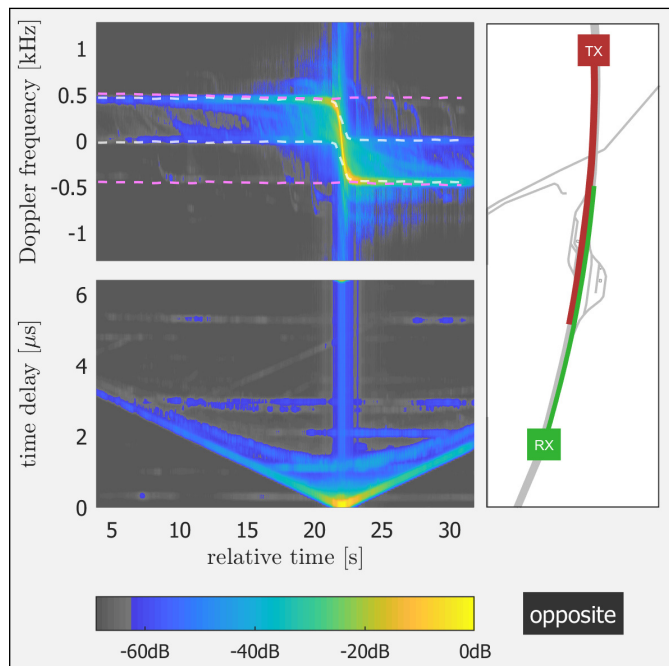 Doppler frequency [kHz]
1
0.5
0
-0.5
-1
time delay [μs]
6
4
2
0
5 10 15 20 25 30
relative time [s]
TX
RX
-60dB -40dB -20dB 0dB
opposite